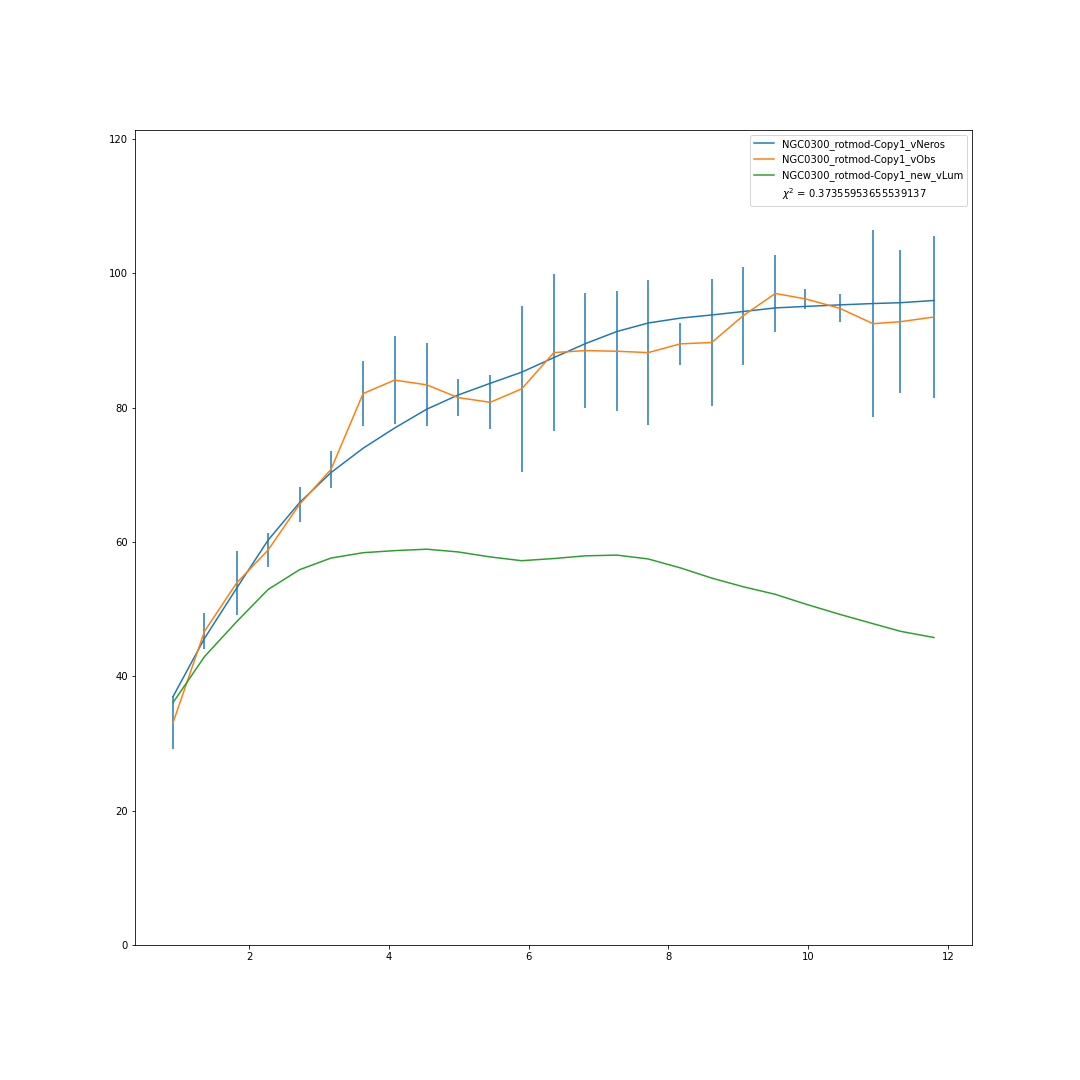 120
100
80
60
40
20
0
2 4 6 8 10 12
NGC0300_rotmod-Copy1_vNeros
NGC0300_rotmod-Copy1_vObs
NGC0300_rotmod-Copy1_new_vLum
χ² = 0.37355953655539137